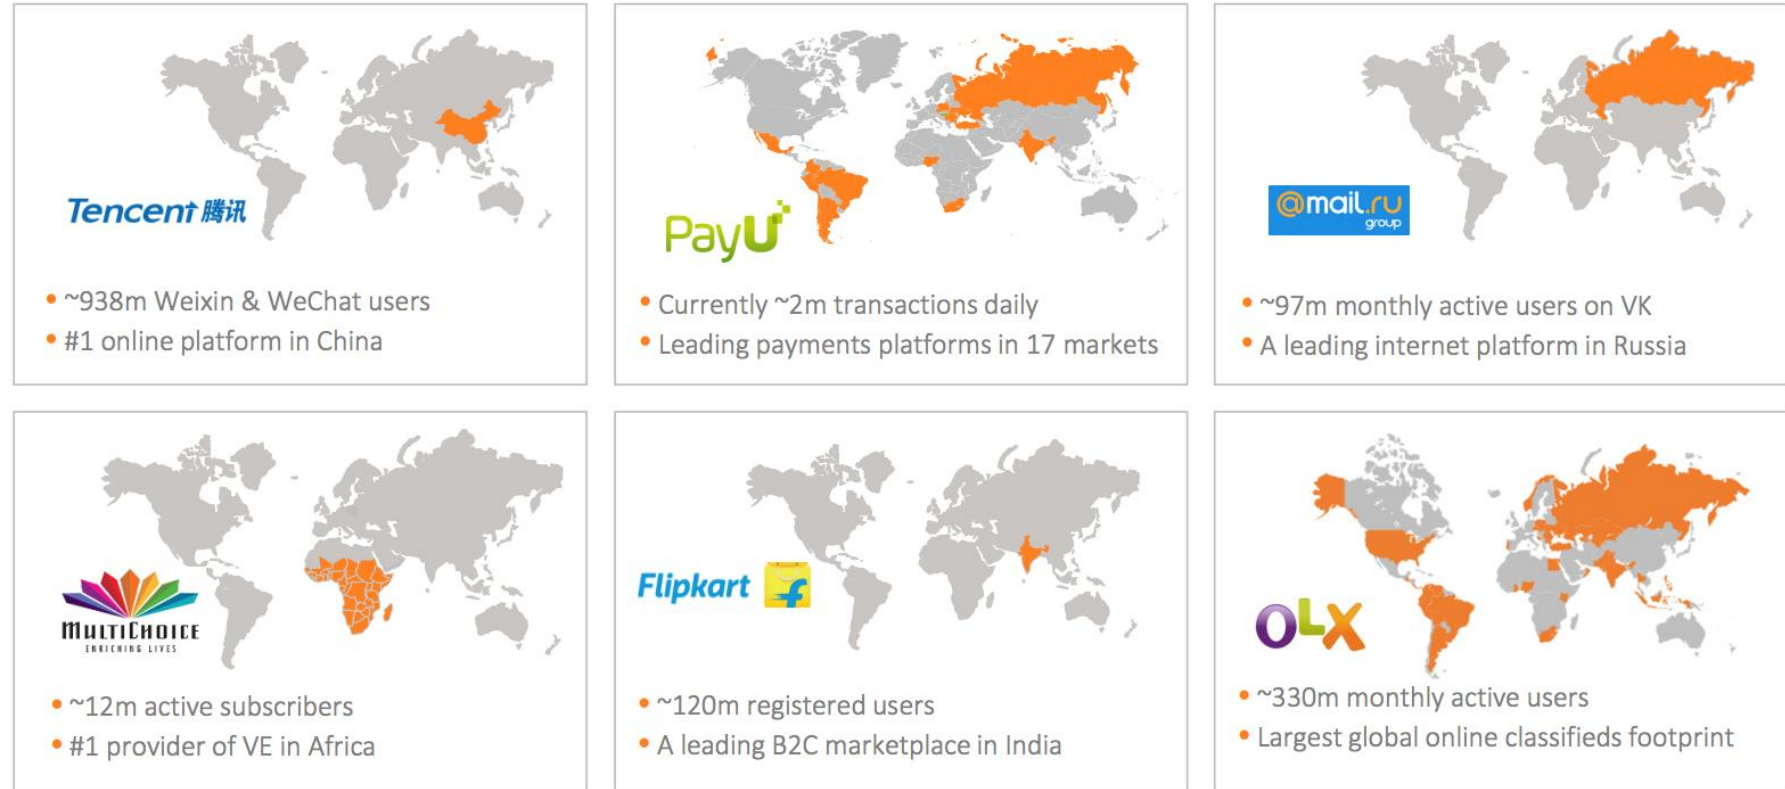 Tencent 腾讯
• ~938m Weixin & WeChat users
• #1 online platform in China
PayU
• Currently ~2m transactions daily
• Leading payments platforms in 17 markets
@mail.ru
group
• ~97m monthly active users on VK
• A leading internet platform in Russia
MULTICHOICE
ENRICHING LIVES
• ~12m active subscribers
• #1 provider of VE in Africa
Flipkart f
• ~120m registered users
• A leading B2C marketplace in India
OLX
• ~330m monthly active users
• Largest global online classifieds footprint